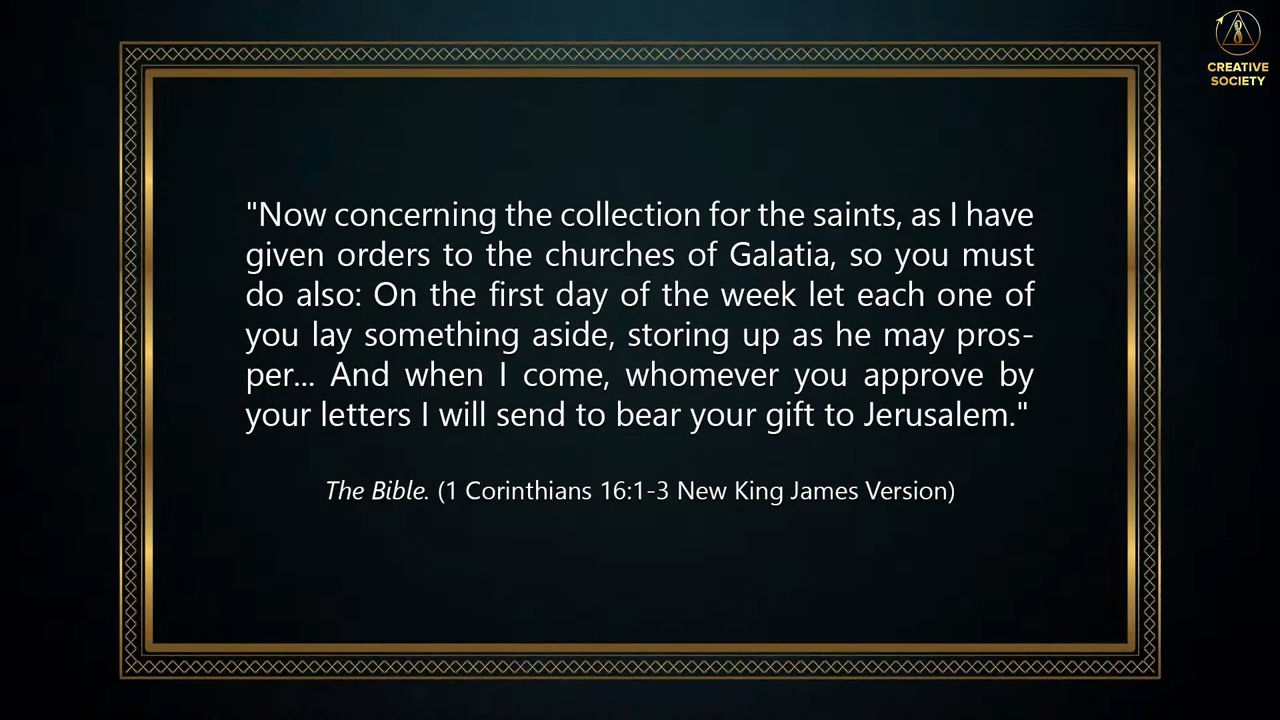 CREATIVE
SOCIETY
"Now concerning the collection for the saints, as I have
given orders to the churches of Galatia, so you must
do also: On the first day of the week let each one of
you lay something aside, storing up as he may pros-
per... And when I come, whomever you approve by
your letters I will send to bear your gift to Jerusalem."
The Bible. (1 Corinthians 16:1-3 New King James Version)